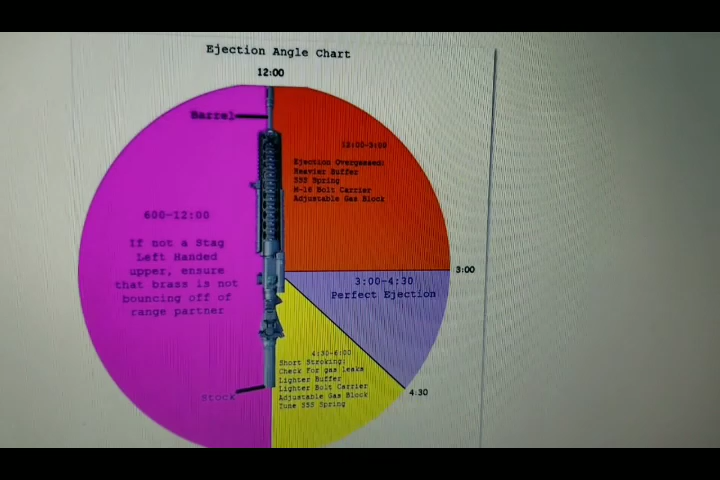 Ejection Angle Chart
12:00
Barrel
12:00-3:00
Ejection Overgassed:
Heavier Buffer
SSS Spring
M-16 Bolt Carrier
Adjustable Gas Block
600-12:00
If not a Stag
Left Handed
upper, ensure
that brass is not
bouncing off of
range partner
3:00
3:00-4:30
Perfect Ejection
4:30-6:00
Short Stroking:
Check For gas leaks
Lighter Buffer
Lighter Bolt Carrier
Adjustable Gas Block
Tune SSS Spring
4:30
Stock